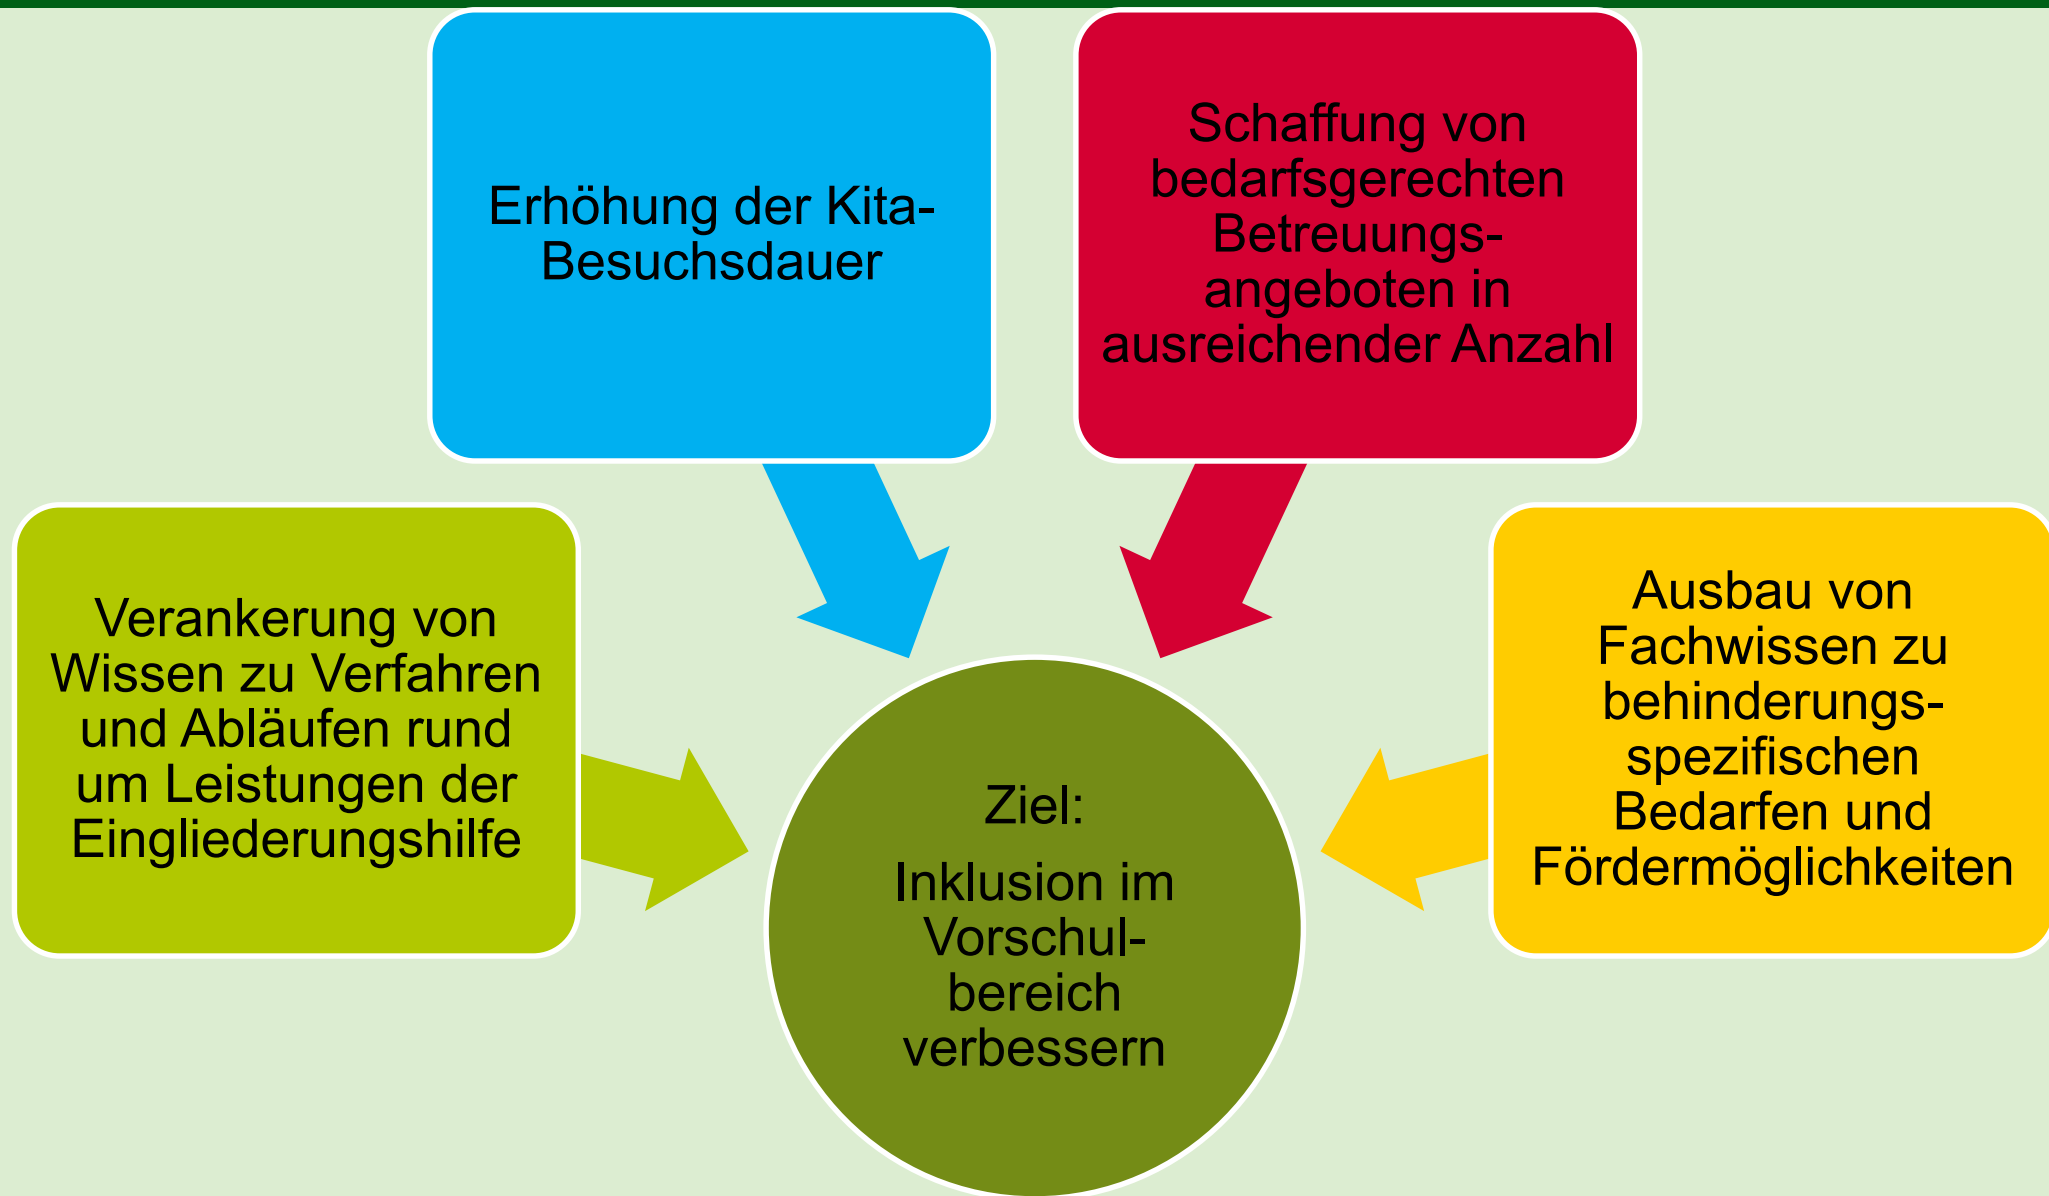 Erhöhung der Kita-
Besuchsdauer
Schaffung von
bedarfsgerechten
Betreuungs-
angeboten in
ausreichender Anzahl
Verankerung von
Wissen zu Verfahren
und Abläufen rund
um Leistungen der
Eingliederungshilfe
Ausbau von
Fachwissen zu
behinderungs-
spezifischen
Bedarfen und
Fördermöglichkeiten
Ziel:
Inklusion im
Vorschul-
bereich
verbessern